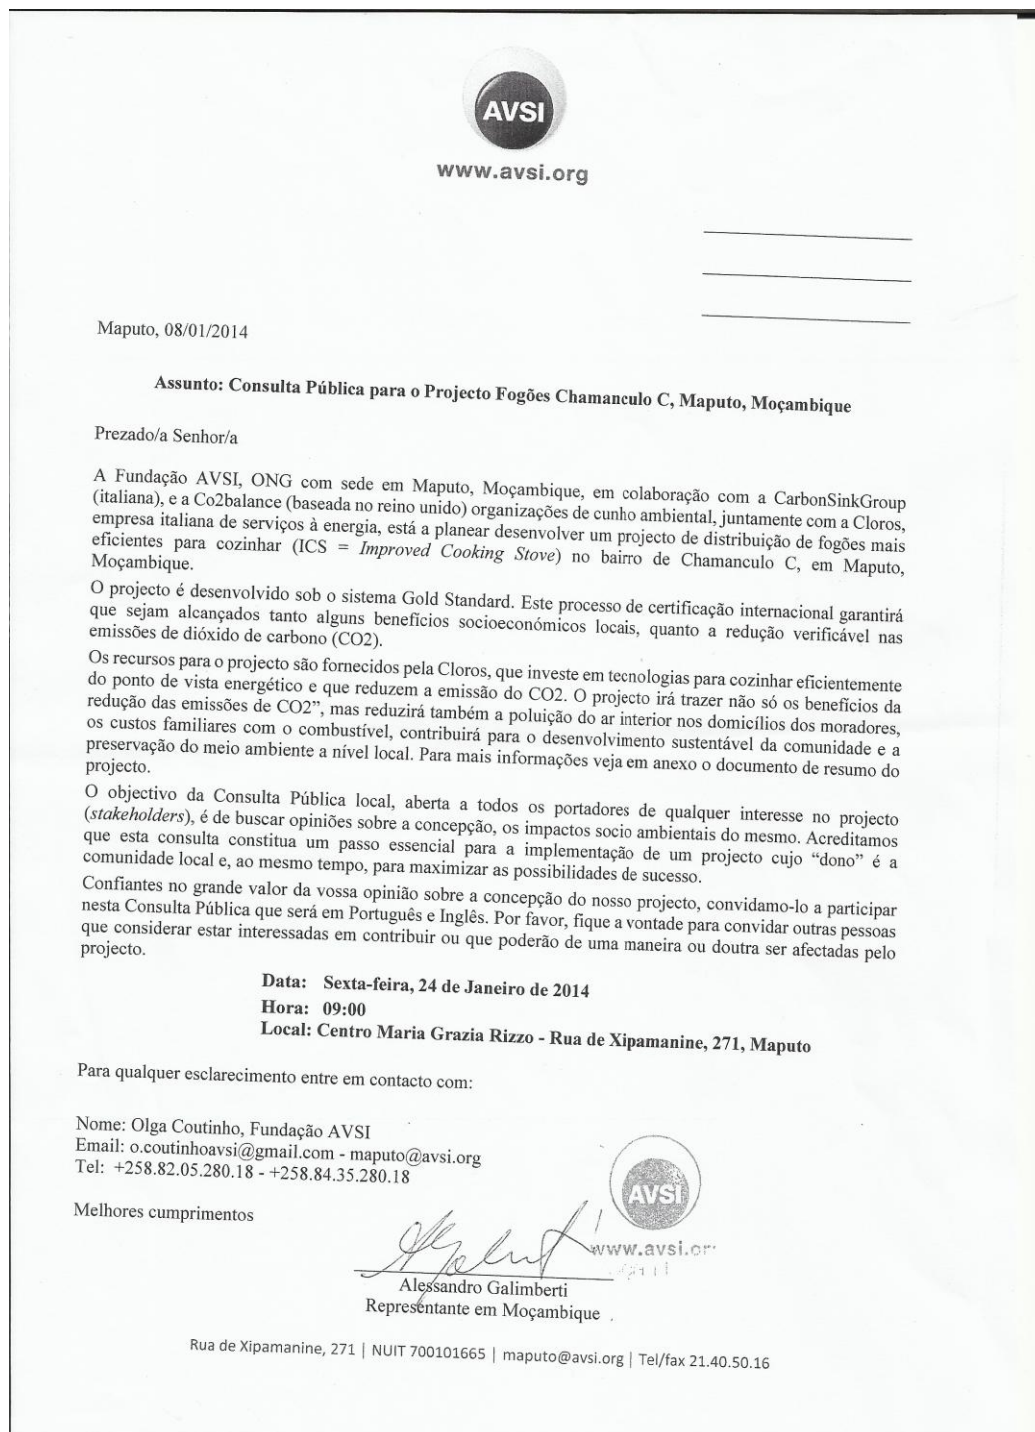 AVSI
www.avsi.org
Maputo, 08/01/2014
Assunto: Consulta Pública para o Projecto Fogões Chamanculo C, Maputo, Moçambique
Prezado/a Senhor/a
A Fundação AVSI, ONG com sede em Maputo, Moçambique, em colaboração com a CarbonSinkGroup
(italiana), e a Co2balance (baseada no reino unido) organizações de cunho ambiental, juntamente com a Cloros,
empresa italiana de serviços à energia, está a planear desenvolver um projecto de distribuição de fogões mais
eficientes para cozinhar (ICS = Improved Cooking Stove) no bairro de Chamanculo C, em Maputo,
Moçambique.
O projecto é desenvolvido sob o sistema Gold Standard. Este processo de certificação internacional garantirá
que sejam alcançados tanto alguns benefícios socioeconómicos locais, quanto a redução verificável nas
emissões de dióxido de carbono (CO2).
Os recursos para o projecto são fornecidos pela Cloros, que investe em tecnologias para cozinhar eficientemente
do ponto de vista energético e que reduzem a emissão do CO2. O projecto irá trazer não só os benefícios da
redução das emissões de CO2”, mas reduzirá também a poluição do ar interior nos domicílios dos moradores,
os custos familiares com o combustível, contribuirá para o desenvolvimento sustentável da comunidade e a
preservação do meio ambiente a nível local. Para mais informações veja em anexo o documento de resumo do
projecto.
O objectivo da Consulta Pública local, aberta a todos os portadores de qualquer interesse no projecto
(stakeholders), é de buscar opiniões sobre a concepção, os impactos socio ambientais do mesmo. Acreditamos
que esta consulta constitua um passo essencial para a implementação de um projecto cujo “dono” é a
comunidade local e, ao mesmo tempo, para maximizar as possibilidades de sucesso.
Confiantes no grande valor da vossa opinião sobre a concepção do nosso projecto, convidamo-lo a participar
nesta Consulta Pública que será em Português e Inglês. Por favor, fique a vontade para convidar outras pessoas
que considerar estar interessadas em contribuir ou que poderão de uma maneira ou doutra ser afectadas pelo
projecto.
Data: Sexta-feira, 24 de Janeiro de 2014
Hora: 09:00
Local: Centro Maria Grazia Rizzo - Rua de Xipamanine, 271, Maputo
Para qualquer esclarecimento entre em contacto com:
Nome: Olga Coutinho, Fundação AVSI
Email: o.coutinhoavsi@gmail.com - maputo@avsi.org
Tel: +258.82.05.280.18 - +258.84.35.280.18
Melhores cumprimentos
AVSI
www.avsi.or
Alessandro Galimberti
Representante em Moçambique
Rua de Xipamanine, 271 | NUIT 700101665 | maputo@avsi.org | Tel/fax 21.40.50.16